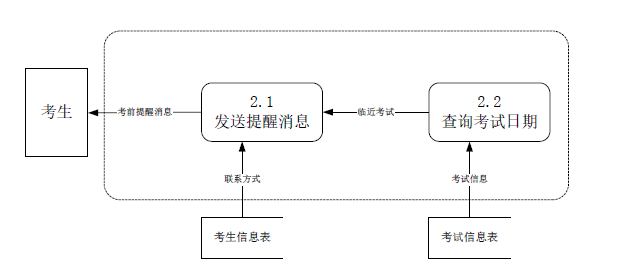 2.1
发送提醒消息
2.2
查询考试日期
考生
考前提醒消息
临近考试
联系方式
考试信息
考生信息表
考试信息表